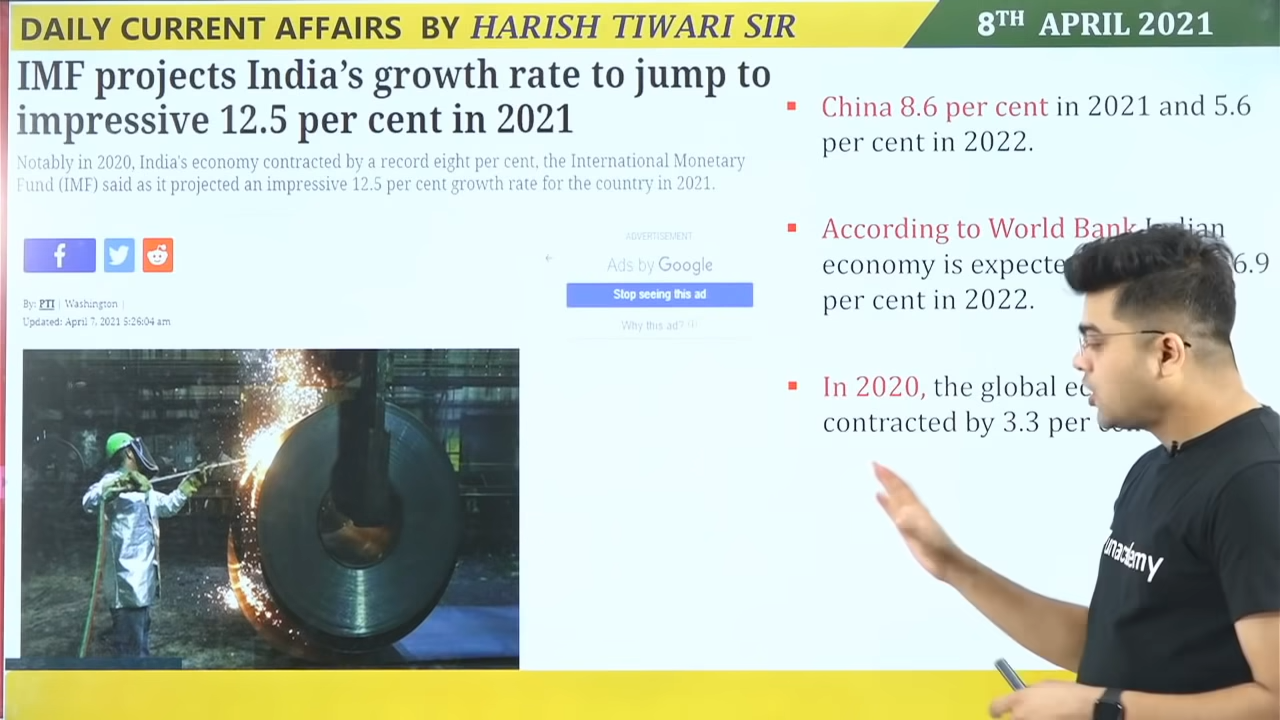 DAILY CURRENT AFFAIRS BY HARISH TIWARI SIR
8TH APRIL 2021
IMF projects India's growth rate to jump to
impressive 12.5 per cent in 2021
Notably in 2020, India's economy contracted by a record eight per cent, the International Monetary
Fund (IMF) said as it projected an impressive 12.5 per cent growth rate for the country in 2021.
ADVERTISEMENT
Ads by Google
Stop seeing this ad
Why this ad?
By: PTI | Washington |
Updated: April 7, 2021 5:26:04 am
China 8.6 per cent in 2021 and 5.6
per cent in 2022.
According to World Bank Indian
economy is 6.9
per cent in 2022.
In 2020, the global
contracted by 3.3 per
unacademy